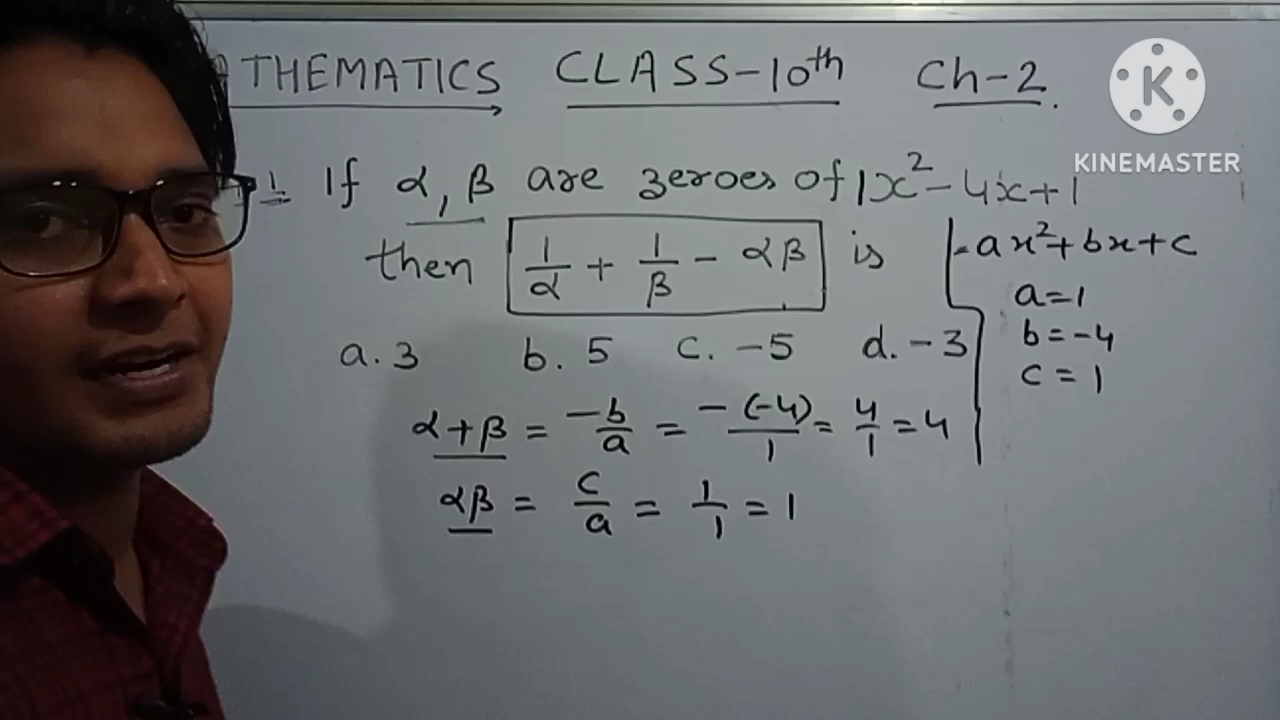 THEMATICS CLASS-10th Ch-2.
KINEMASTER
1 If α, β are zeroes of 1x²-4x+1
then 1/α + 1/β - αβ is
ax²+bx+c
a=1
b=-4
c=1
a. 3 b. 5 c. -5 d. -3
α+β = -b/a = -(-4)/1 = 4/1 = 4
αβ = c/a = 1/1 = 1